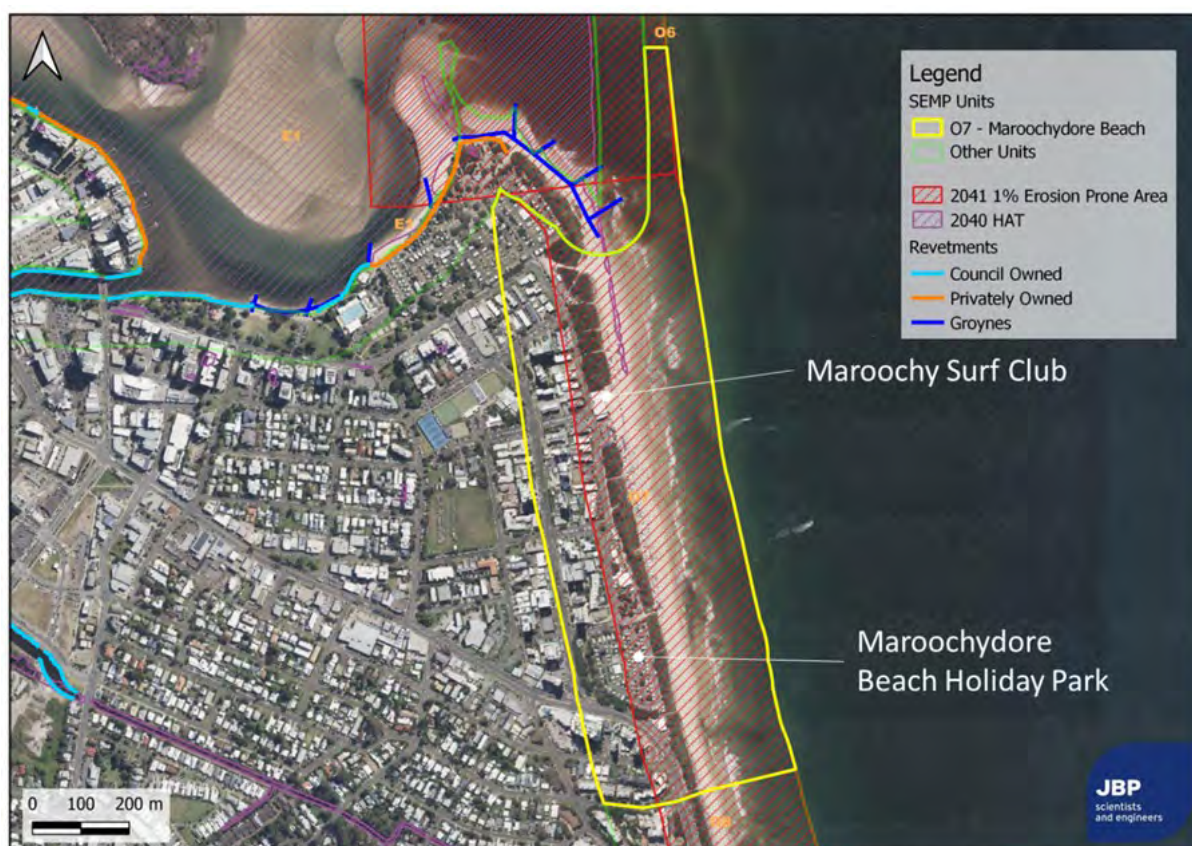 O6
Legend
SEMP Units
O7 - Maroochydore Beach
Other Units
2041 1% Erosion Prone Area
2040 HAT
Revetments
Council Owned
Privately Owned
Groynes
E1
Maroochy Surf Club
Maroochydore
Beach Holiday Park
0 100 200 m
JBP
scientists
and engineers